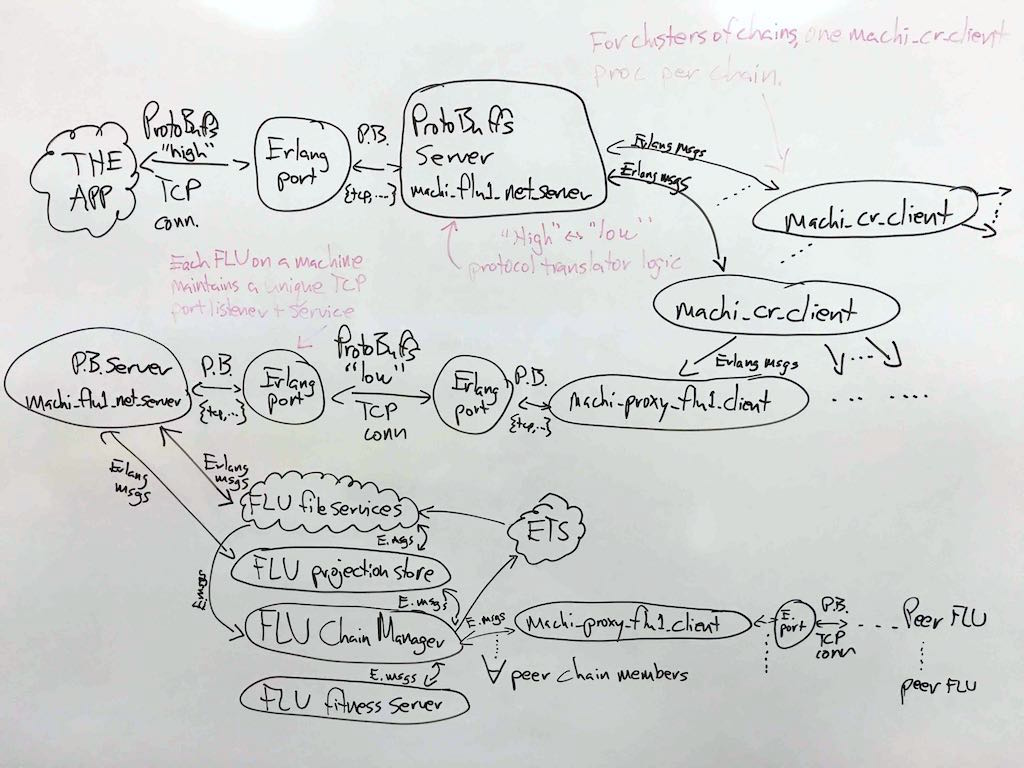 For clusters of chains, one machi_cr_client
proc per chain.
ProtoBuffs
"high"
TCP
conn.
THE
APP
Erlang
port
P.B.
{tcp,...}
ProtoBuffs
Server
machi_flu1_net_server
Erlang msgs
Erlang msgs
machi_cr_client
"High" ↔ "low"
protocol translator logic
Each FLU on a machine
maintains a unique TCP
port listener + service
machi_cr_client
Erlang msgs
P.B. Server
machi_flu1_net_server
P.B.
{tcp,...}
Erlang
port
ProtoBuffs
"low"
TCP
conn
Erlang
port
P.B.
{tcp,...}
machi_proxy_flu1_client
Erlang
msgs
Erlang
msgs
FLU file services
E.msgs
ETS
FLU projection store
E.msgs
E.msgs
FLU Chain Manager
E.msgs
machi_proxy_flu1_client
E.
port
P.B.
TCP
conn
Peer FLU
∀ peer chain members
peer FLU
E.msgs
FLU fitness server